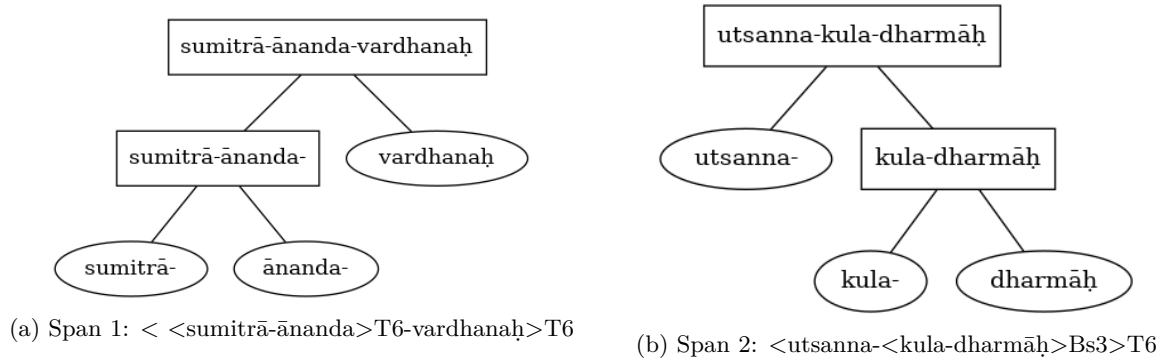 sumitrā-ānanda-vardhanaḥ
sumitrā-ānanda-
vardhanaḥ
sumitrā-
ānanda-
(a) Span 1: < <sumitrā-ānanda>T6-vardhanaḥ>T6
utsanna-kula-dharmāḥ
utsanna-
kula-dharmāḥ
kula-
dharmāḥ
(b) Span 2: <utsanna-<kula-dharmāḥ>Bs3>T6